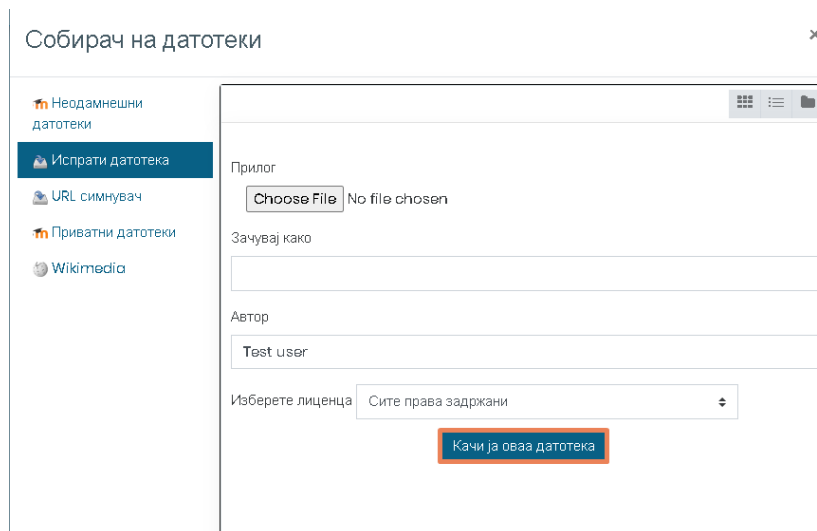 Собирач на датотеки
×
Неодамнешни
датотеки
Испрати датотека
URL симнувач
Приватни датотеки
Wikimedia
Прилог
Choose File No file chosen
Зачувај како
Автор
Test user
Изберете лиценца Сите права задржани
Качи ја оваа датотека